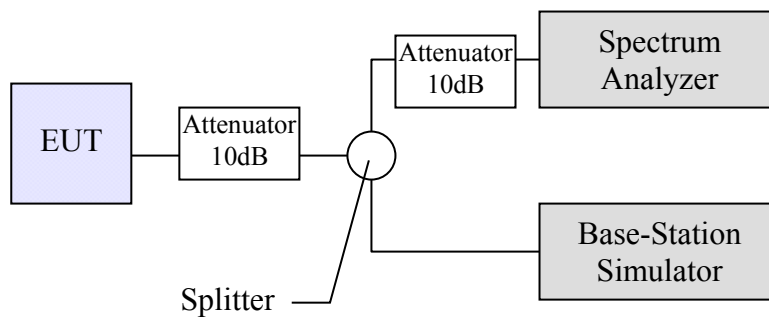 Attenuator
10dB
Spectrum
Analyzer
EUT
Attenuator
10dB
Base-Station
Simulator
Splitter